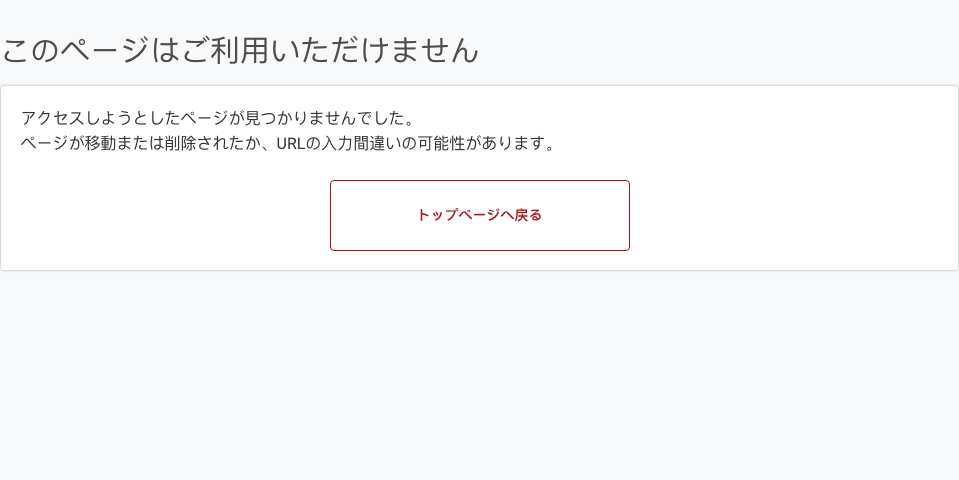 このページはご利用いただけません
アクセスしようとしたページが見つかりませんでした。
ページが移動または削除されたか、URLの入力間違いの可能性があります。
トップページへ戻る